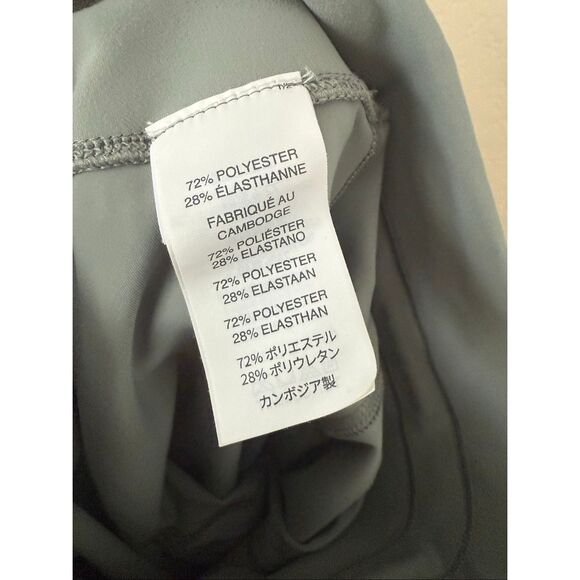 72% POLYESTER
28% ÉLASTHANNE
FABRIQUÉ AU
CAMBODGE
72% POLIÉSTER
28% ELASTANO
72% POLYESTER
28% ELASTAAN
72% POLYESTER
28% ELASTHAN
72% ポリエステル
28% ポリウレタン
カンボジア製